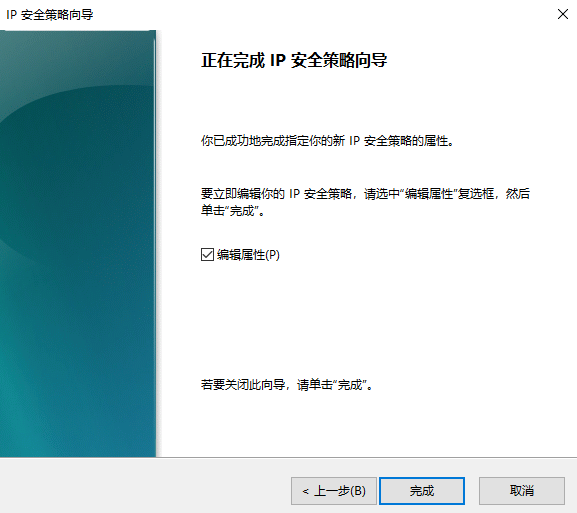 IP 安全策略向导
正在完成 IP 安全策略向导
你已成功地完成指定你的新 IP 安全策略的属性。
要立即编辑你的 IP 安全策略，请选中“编辑属性”复选框，然后
单击“完成”。
编辑属性(P)
若要关闭此向导，请单击“完成”。
< 上一步(B)
完成
取消